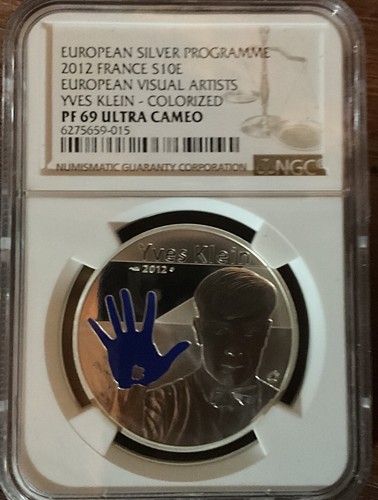 EUROPEAN SILVER PROGRAMME
2012 FRANCE S10E
EUROPEAN VISUAL ARTISTS
YVES KLEIN - COLORIZED
PF 69 ULTRA CAMEO
6275659-015
NUMISMATIC GUARANTY CORPORATION
NGC
Yves Klein
2012